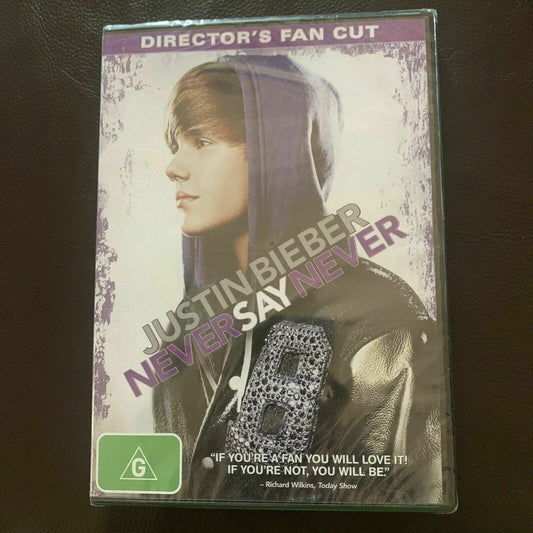 DIRECTOR'S FAN CUT
JUSTIN BIEBER
NEVER SAY NEVER
8
G
"IF YOU'RE A FAN YOU WILL LOVE IT!
IF YOU'RE NOT, YOU WILL BE."
– Richard Wilkins, Today Show